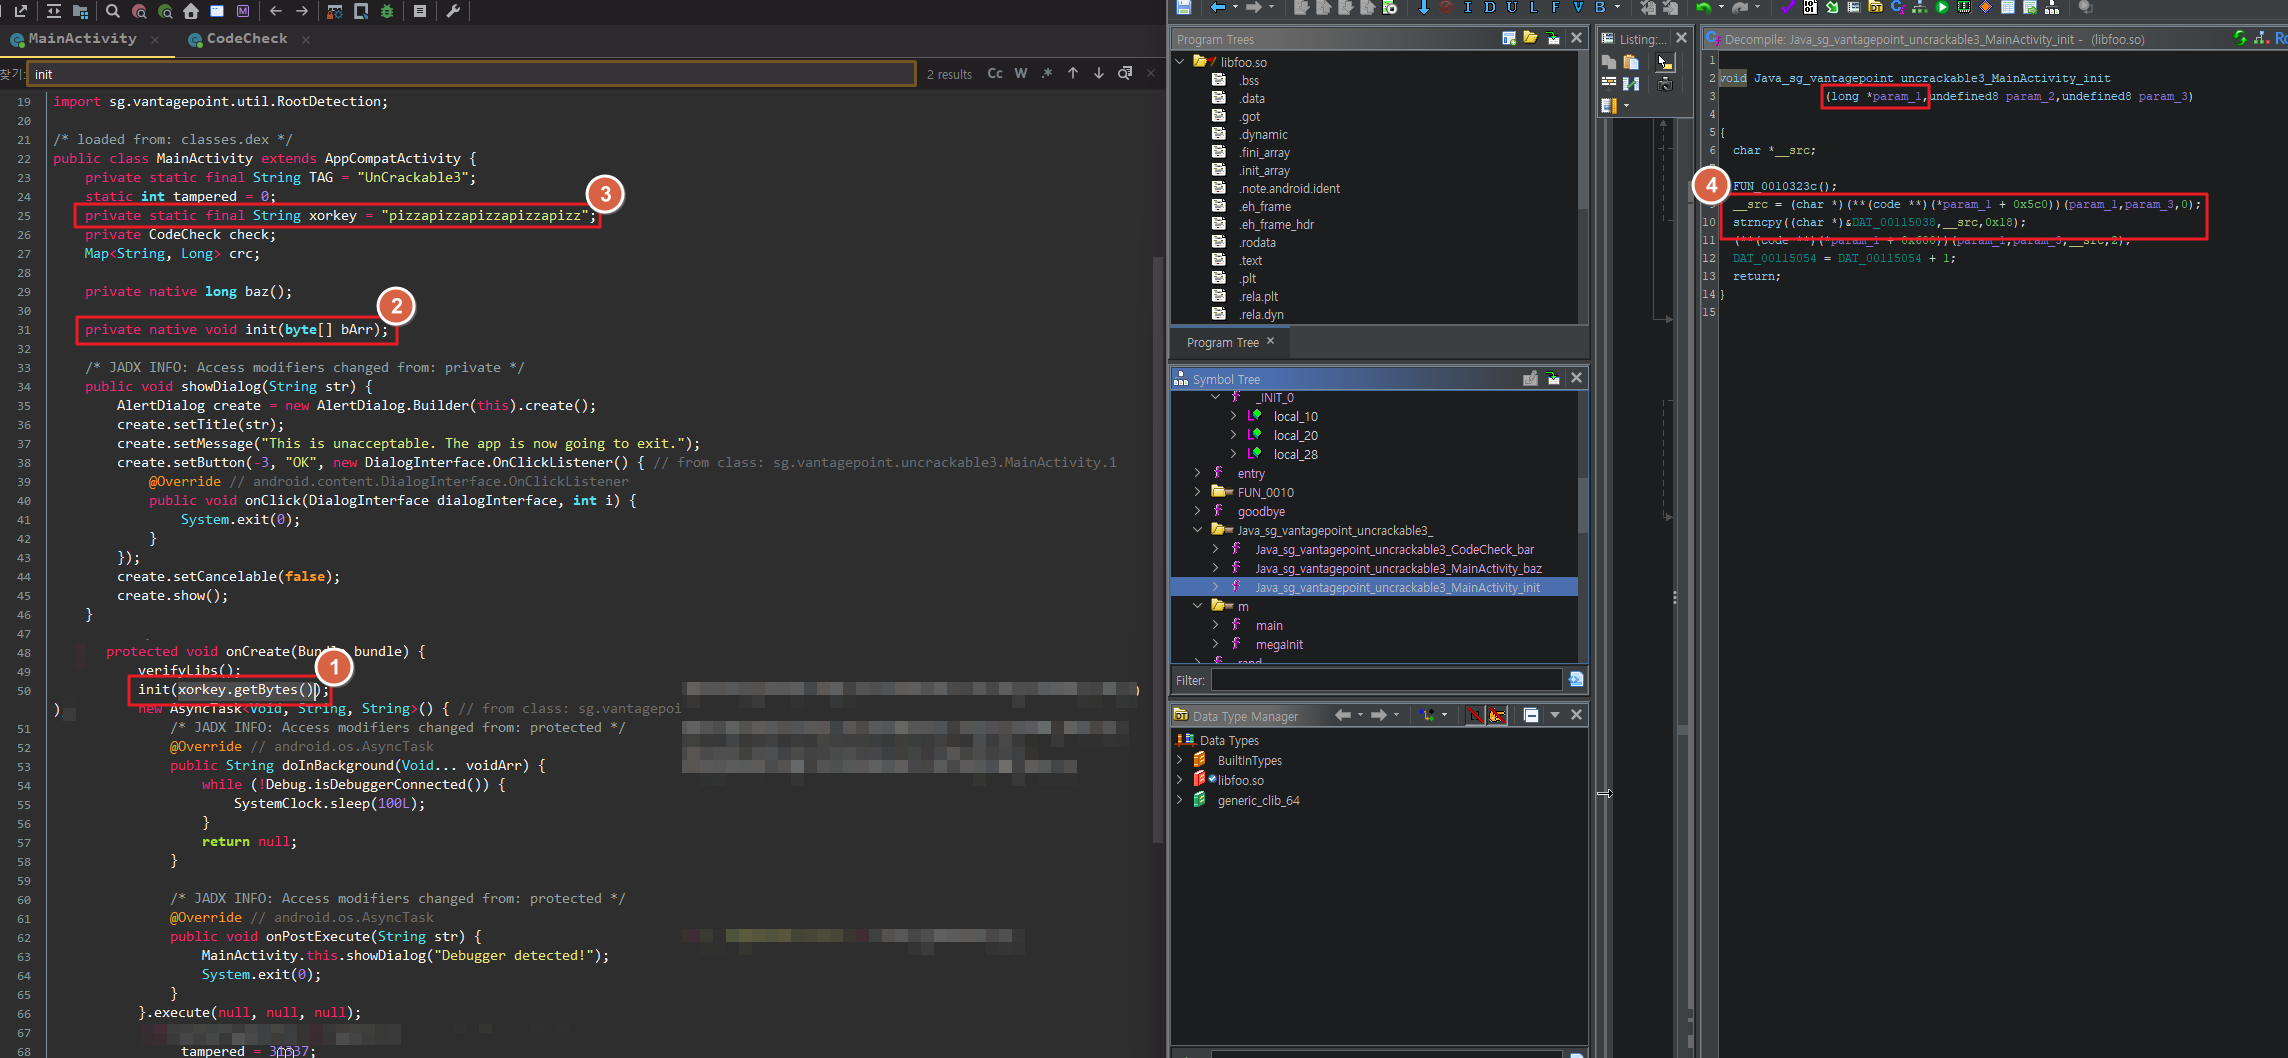 MainActivity
CodeCheck
찾기:
init
2 results
Cc
W
.*
19 import sg.vantagepoint.util.RootDetection;
20
21 /* loaded from: classes.dex */
22 public class MainActivity extends AppCompatActivity {
23 private static final String TAG = "UnCrackable3";
24 static int tampered = 0;
25 private static final String xorkey = "pizzapizzapizzapizzapizz";
3
26 private CodeCheck check;
27 Map<String, Long> crc;
28
29 private native long baz();
30
2
31 private native void init(byte[] bArr);
32
33 /* JADX INFO: Access modifiers changed from: private */
34 public void showDialog(String str) {
35 AlertDialog create = new AlertDialog.Builder(this).create();
36 create.setTitle(str);
37 create.setMessage("This is unacceptable. The app is now going to exit.");
38 create.setButton(-3, "OK", new DialogInterface.OnClickListener() { // from class: sg.vantagepoint.uncrackable3.MainActivity.1
39 @Override // android.content.DialogInterface.OnClickListener
40 public void onClick(DialogInterface dialogInterface, int i) {
41 System.exit(0);
42 }
43 });
44 create.setCancelable(false);
45 create.show();
46 }
47
48 protected void onCreate(Bundle bundle) {
1
49 verifyLibs();
50 init(xorkey.getBytes());
) new AsyncTask<Void, String, String>() { // from class: sg.vantagepoi
51 /* JADX INFO: Access modifiers changed from: protected */
52 @Override // android.os.AsyncTask
53 public String doInBackground(Void... voidArr) {
54 while (!Debug.isDebuggerConnected()) {
55 SystemClock.sleep(100L);
56 }
57 return null;
58 }
59
60 /* JADX INFO: Access modifiers changed from: protected */
61 @Override // android.os.AsyncTask
62 public void onPostExecute(String str) {
63 MainActivity.this.showDialog("Debugger detected!");
64 System.exit(0);
65 }
66 }.execute(null, null, null);
67
68 tampered = 31337;
I D U L F V B
Program Trees
libfoo.so
.bss
.data
.got
.dynamic
.fini_array
.init_array
.note.android.ident
.eh_frame
.eh_frame_hdr
.rodata
.text
.plt
.rela.plt
.rela.dyn
Program Tree
Symbol Tree
_INIT_0
local_10
local_20
local_28
entry
FUN_0010
goodbye
Java_sg_vantagepoint_uncrackable3_
Java_sg_vantagepoint_uncrackable3_CodeCheck_bar
Java_sg_vantagepoint_uncrackable3_MainActivity_baz
Java_sg_vantagepoint_uncrackable3_MainActivity_init
m
main
megaInit
rand
Filter:
Data Type Manager
Data Types
BuiltInTypes
libfoo.so
generic_clib_64
Listing:...
Decompile: Java_sg_vantagepoint_uncrackable3_MainActivity_init - (libfoo.so)
1
2 void Java_sg_vantagepoint_uncrackable3_MainActivity_init
3 (long *param_1,undefined8 param_2,undefined8 param_3)
4
5 {
6 char *__src;
4
FUN_0010323c();
9 __src = (char *)(**(code **)(*param_1 + 0x5c0))(param_1,param_3,0);
10 strncpy((char *)&DAT_00115038,__src,0x18);
11 (**(code **)(*param_1 + 0x600))(param_1,param_3,__src,2);
12 DAT_00115054 = DAT_00115054 + 1;
13 return;
14 }
15